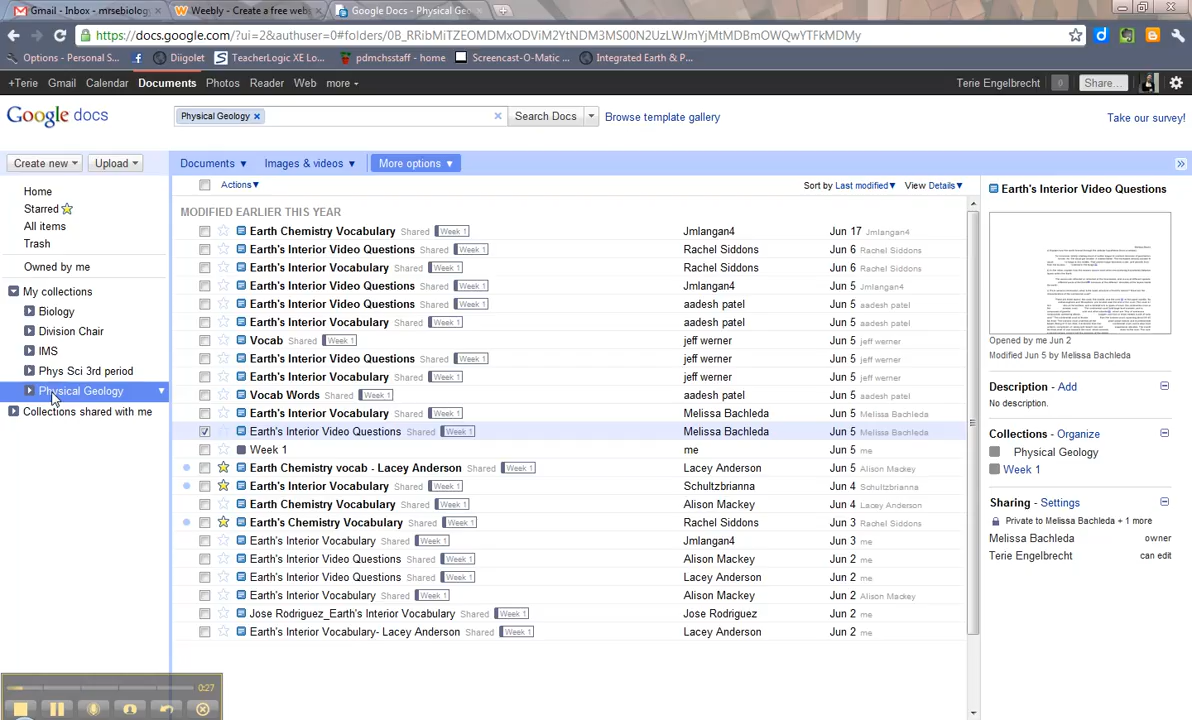 Gmail - Inbox - mrsebiology
Weebly - Create a free webs
Google Docs - Physical Geo
https://docs.google.com/?ui=2&authuser=0#folders/0B_RRibMiTZEOMDMxODViM2YtNDM3MS00N2UzLWJmYjMtMDBmOWQwYTFkMDMy
Options - Personal S... Diigolet TeacherLogic XE Lo... pdmchsstaff - home Screencast-O-Matic ... Integrated Earth & P...
+Terie Gmail Calendar Documents Photos Reader Web more
Terie Engelbrecht 0 Share...
Google docs
Physical Geology × × Search Docs Browse template gallery
Take our survey!
Create new Upload
Documents Images & videos More options
Home
Starred
All items
Trash
Owned by me
My collections
Biology
Division Chair
IMS
Phys Sci 3rd period
Physical Geology
Collections shared with me
Actions Sort by Last modified View Details
MODIFIED EARLIER THIS YEAR
Earth Chemistry Vocabulary Shared Week 1 Jmlangan4 Jun 17 Jmlangan4
Earth's Interior Video Questions Shared Week 1 Rachel Siddons Jun 6 Rachel Siddons
Earth's Interior Vocabulary Shared Week 1 Rachel Siddons Jun 6 Rachel Siddons
Earth's Interior Video Questions Shared Week 1 Jmlangan4 Jun 5 Jmlangan4
Earth's Interior Video Questions Shared Week 1 aadesh patel Jun 5 aadesh patel
Earth's Interior Vocabulary Shared Week 1 aadesh patel Jun 5 aadesh patel
Vocab Shared Week 1 jeff werner Jun 5 jeff werner
Earth's Interior Video Questions Shared Week 1 jeff werner Jun 5 jeff werner
Earth's Interior Vocabulary Shared Week 1 jeff werner Jun 5 jeff werner
Vocab Words Shared Week 1 aadesh patel Jun 5 aadesh patel
Earth's Interior Vocabulary Shared Week 1 Melissa Bachleda Jun 5 Melissa Bachleda
Earth's Interior Video Questions Shared Week 1 Melissa Bachleda Jun 5 Melissa Bachleda
Week 1 me Jun 5 me
Earth Chemistry vocab - Lacey Anderson Shared Week 1 Lacey Anderson Jun 5 Alison Mackey
Earth's Interior Vocabulary Shared Week 1 Schultzbrianna Jun 4 Schultzbrianna
Earth Chemistry Vocabulary Shared Week 1 Alison Mackey Jun 4 Lacey Anderson
Earth's Chemistry Vocabulary Shared Week 1 Rachel Siddons Jun 3 Rachel Siddons
Earth's Interior Vocabulary Shared Week 1 Jmlangan4 Jun 3 me
Earth's Interior Video Questions Shared Week 1 Alison Mackey Jun 2 me
Earth's Interior Video Questions Shared Week 1 Lacey Anderson Jun 2 me
Earth's Interior Vocabulary Shared Week 1 Alison Mackey Jun 2 Alison Mackey
Jose Rodriguez_Earth's Interior Vocabulary Shared Week 1 Jose Rodriguez Jun 2 me
Earth's Interior Vocabulary- Lacey Anderson Shared Week 1 Lacey Anderson Jun 2 me
Earth's Interior Video Questions
Opened by me Jun 2
Modified Jun 5 by Melissa Bachleda
Description - Add
No description.
Collections - Organize
Physical Geology
Week 1
Sharing - Settings
Private to Melissa Bachleda + 1 more
Melissa Bachleda owner
Terie Engelbrecht can edit
0:27